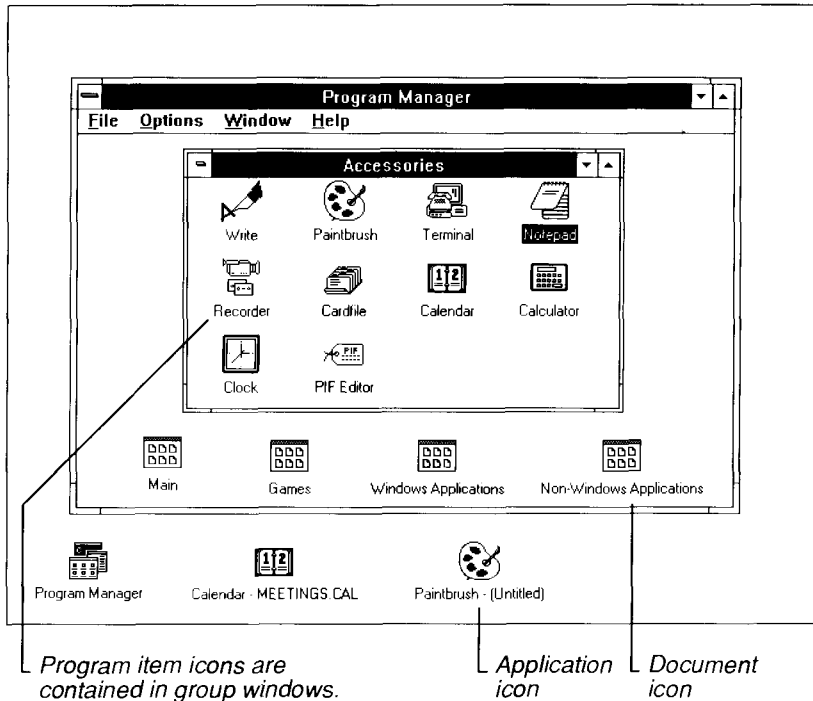 Program Manager
File Options Window Help
Accessories
Write Paintbrush Terminal Notepad
Recorder Cardfile Calendar Calculator
Clock PIF Editor
Main Games Windows Applications Non-Windows Applications
Program Manager Calendar - MEETINGS.CAL Paintbrush - (Untitled)
Program item icons are
contained in group windows.
Application
icon
Document
icon